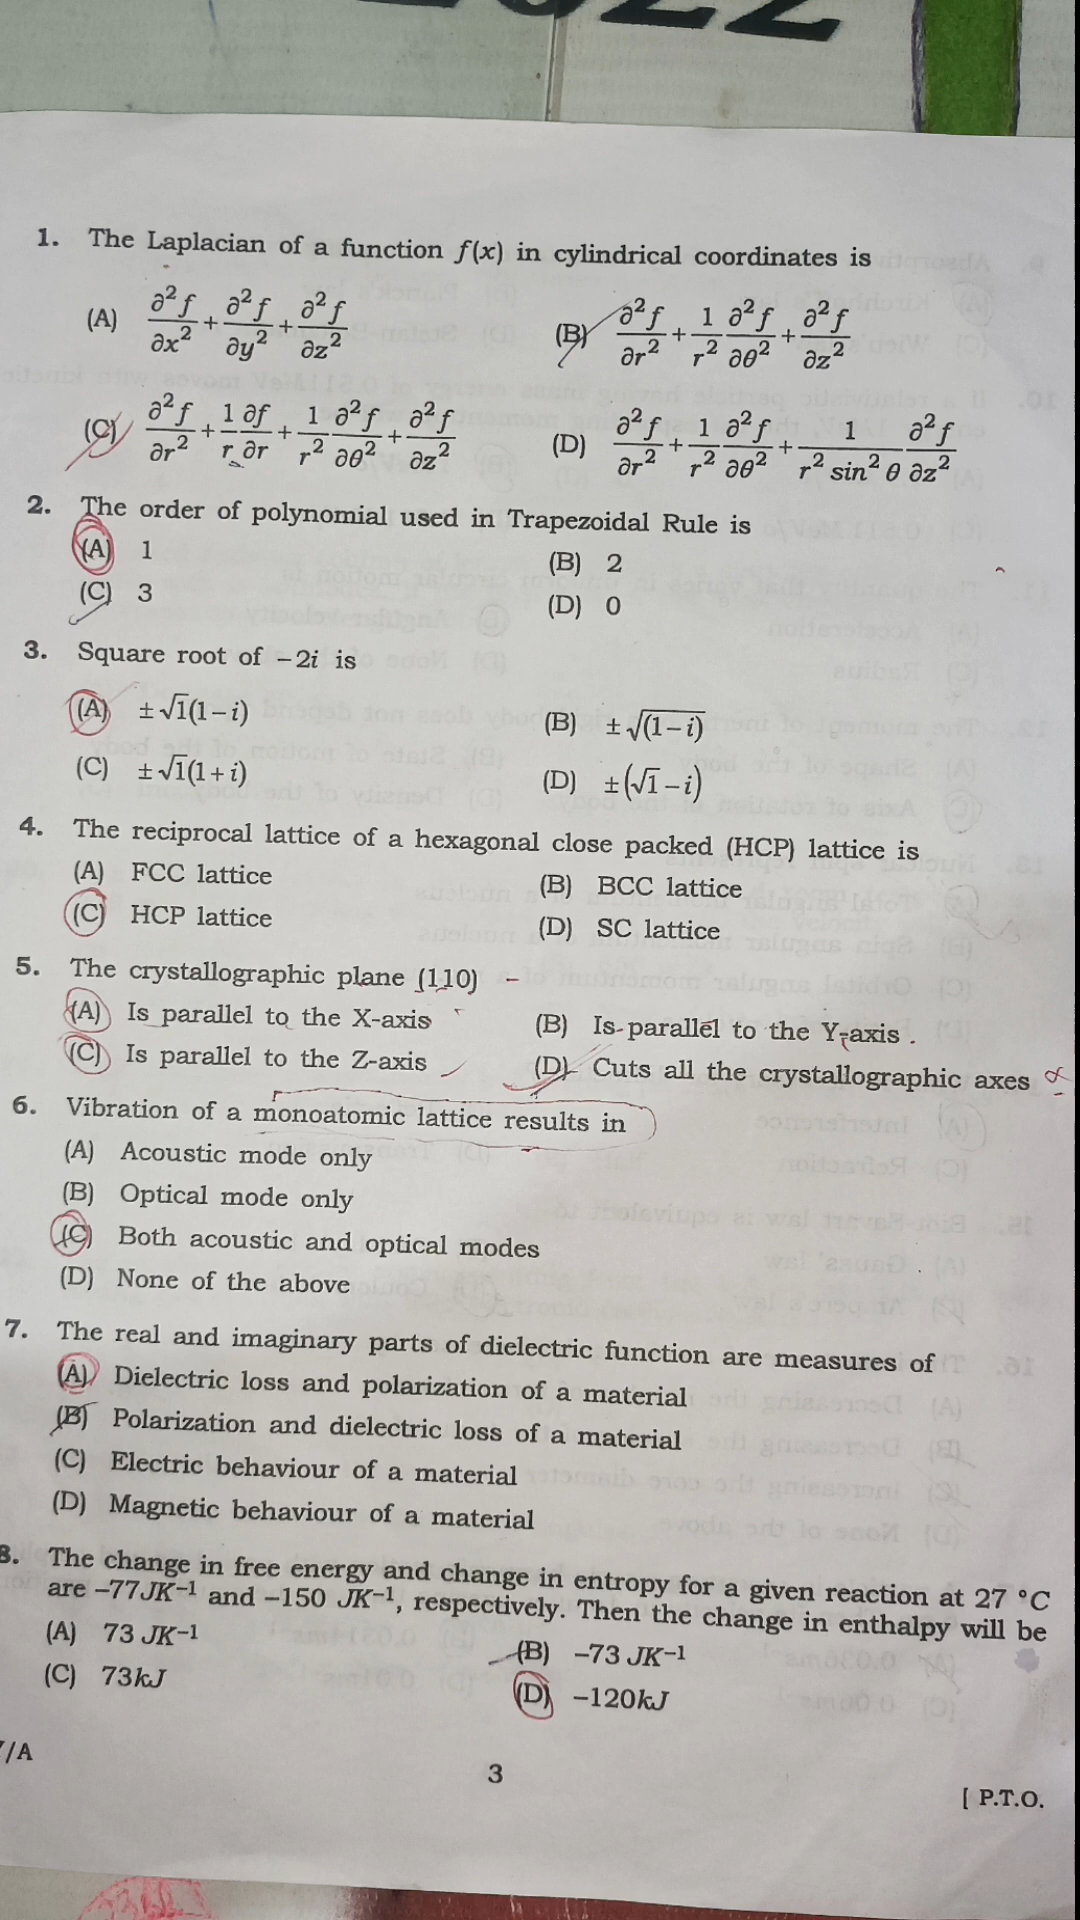 1. The Laplacian of a function f(x) in cylindrical coordinates is
(A) ∂²f/∂x² + ∂²f/∂y² + ∂²f/∂z²
(B) ∂²f/∂r² + 1/r² ∂²f/∂θ² + ∂²f/∂z²
(C) ∂²f/∂r² + 1/r ∂f/∂r + 1/r² ∂²f/∂θ² + ∂²f/∂z²
(D) ∂²f/∂r² + 1/r² ∂²f/∂θ² + 1/(r² sin² θ) ∂²f/∂z²
2. The order of polynomial used in Trapezoidal Rule is
(A) 1
(B) 2
(C) 3
(D) 0
3. Square root of –2i is
(A) ±√1(1–i)
(B) ±√(1–i)
(C) ±√1(1+i)
(D) ±(√1–i)
4. The reciprocal lattice of a hexagonal close packed (HCP) lattice is
(A) FCC lattice
(B) BCC lattice
(C) HCP lattice
(D) SC lattice
5. The crystallographic plane (110)
(A) Is parallel to the X-axis
(B) Is parallel to the Y-axis
(C) Is parallel to the Z-axis
(D) Cuts all the crystallographic axes
6. Vibration of a monoatomic lattice results in
(A) Acoustic mode only
(B) Optical mode only
(C) Both acoustic and optical modes
(D) None of the above
7. The real and imaginary parts of dielectric function are measures of
(A) Dielectric loss and polarization of a material
(B) Polarization and dielectric loss of a material
(C) Electric behaviour of a material
(D) Magnetic behaviour of a material
8. The change in free energy and change in entropy for a given reaction at 27 °C
are –77JK–1 and –150 JK–1, respectively. Then the change in enthalpy will be
(A) 73 JK–1
(B) –73 JK–1
(C) 73kJ
(D) –120kJ
/A
3
[ P.T.O.